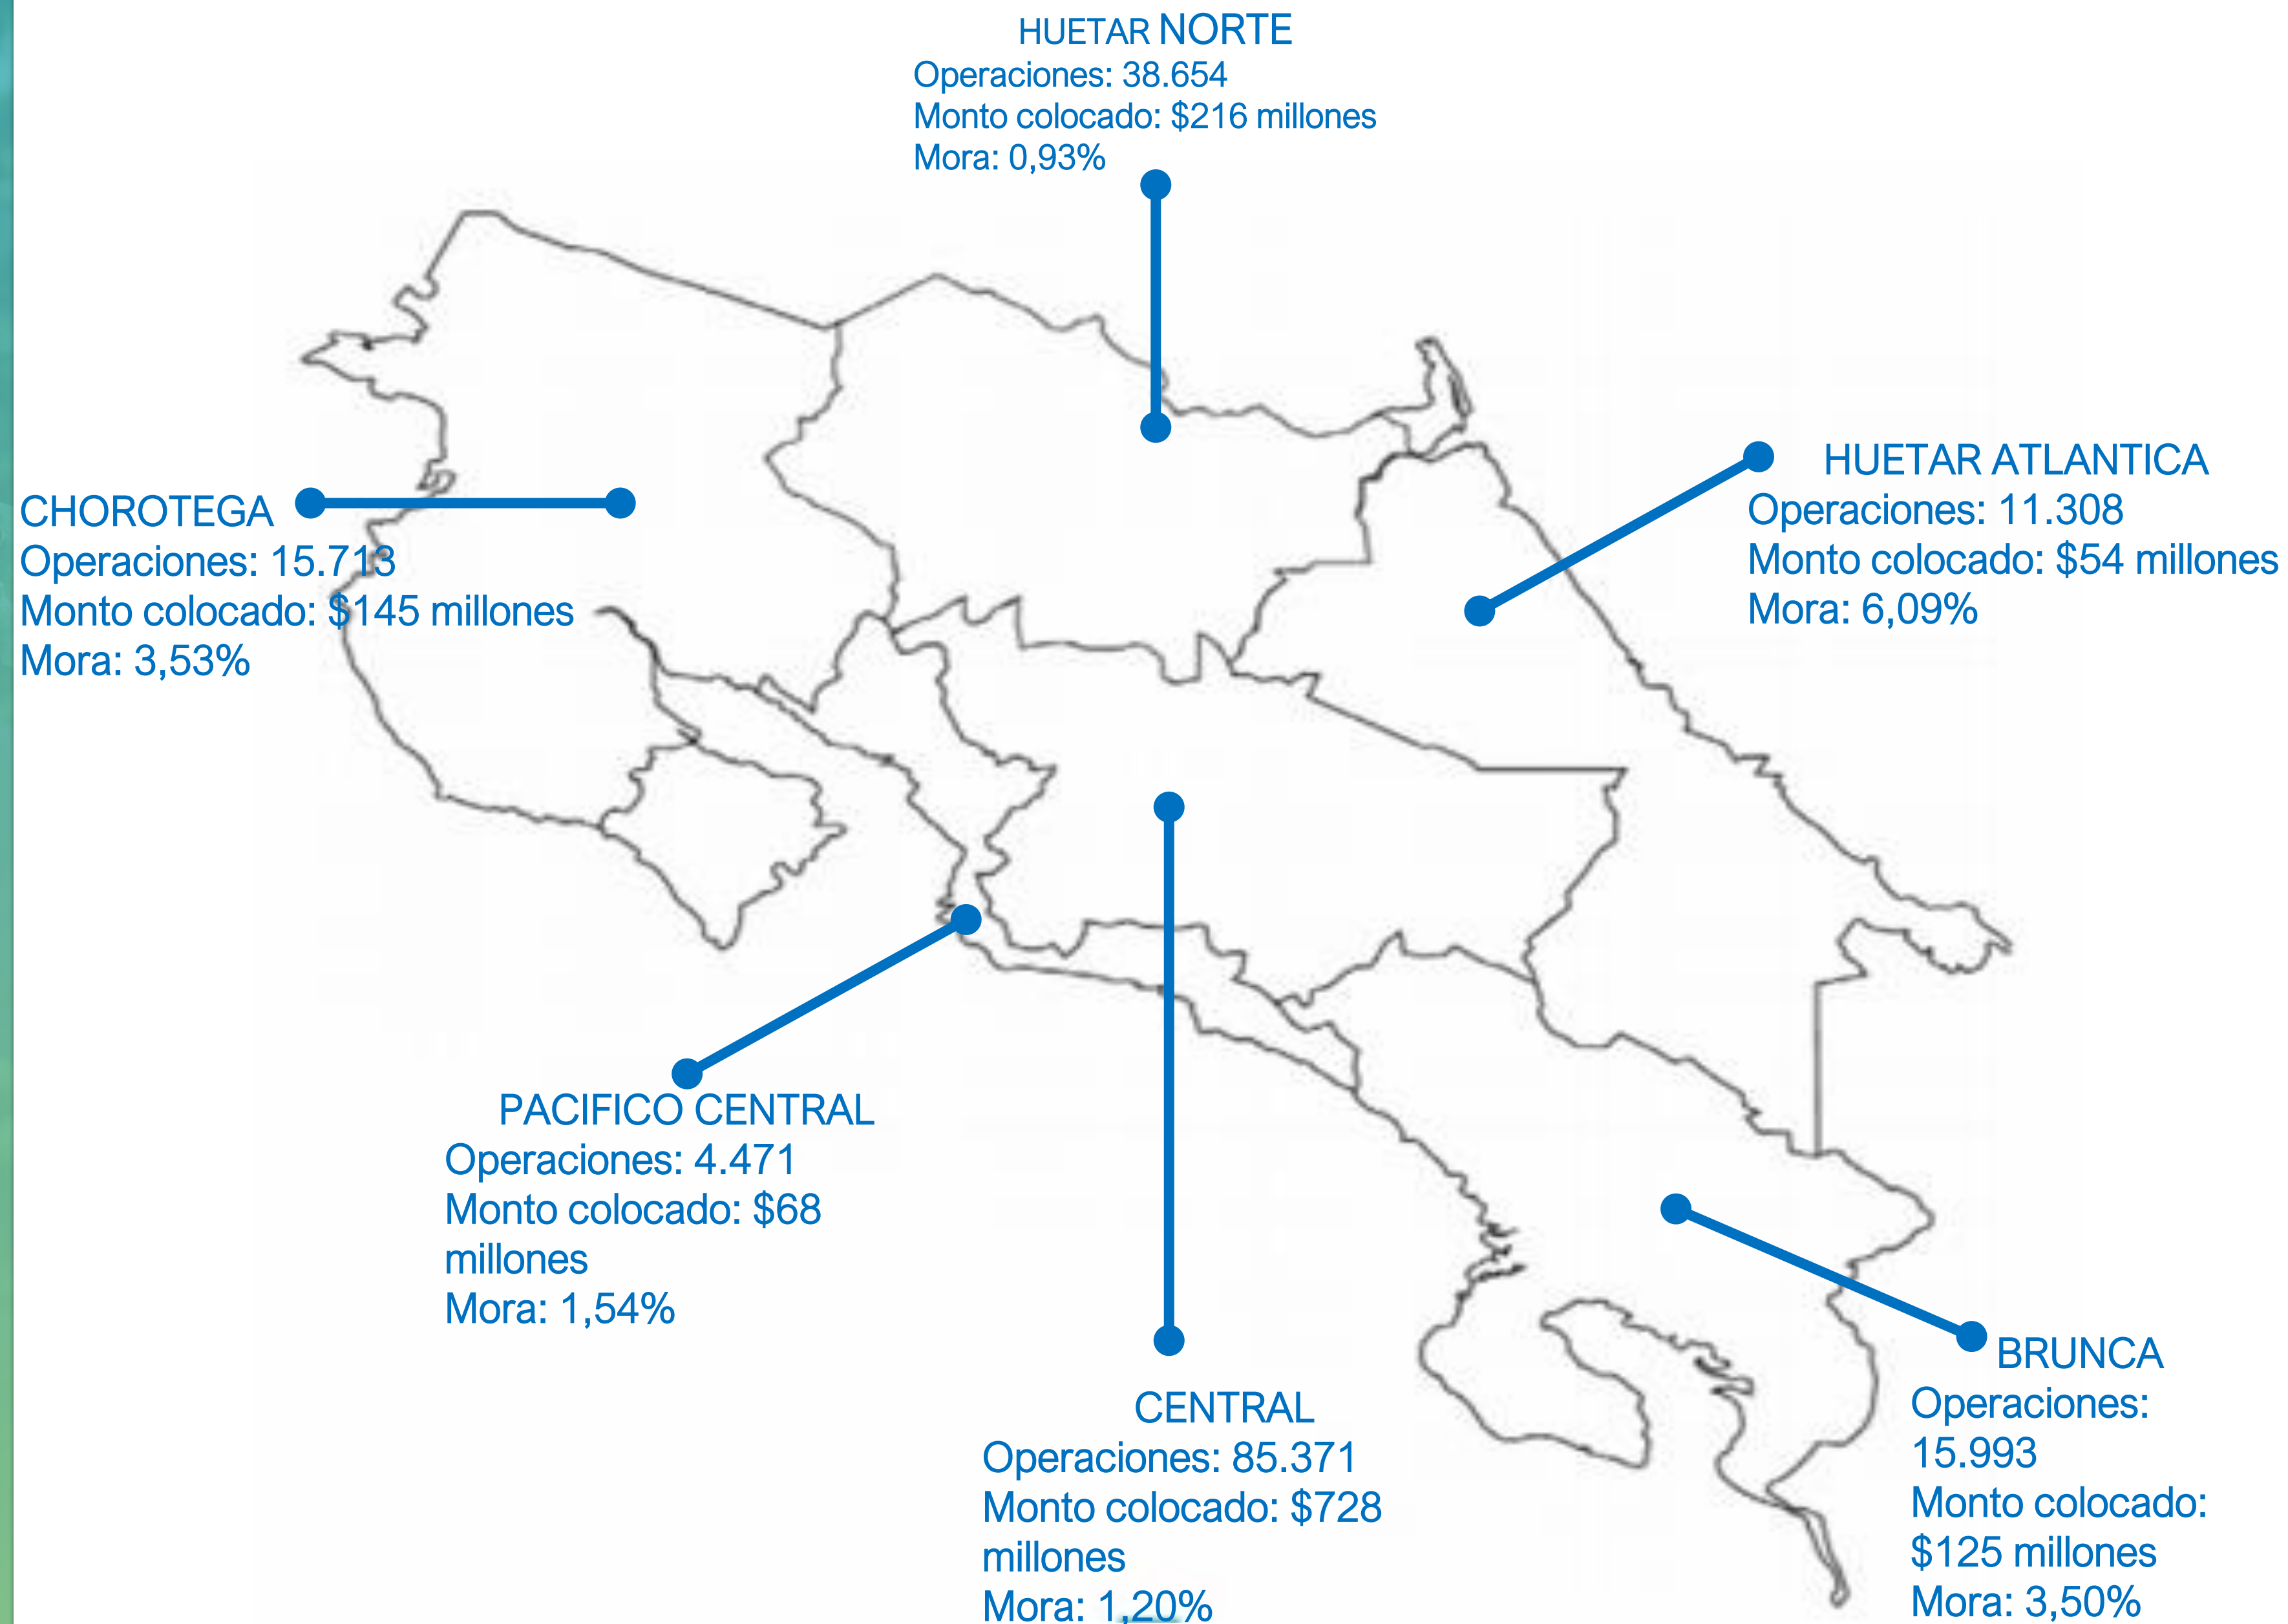 HUETAR NORTE
Operaciones: 38.654
Monto colocado: $216 millones
Mora: 0,93%
HUETAR ATLANTICA
Operaciones: 11.308
Monto colocado: $54 millones
Mora: 6,09%
CHOROTEGA
Operaciones: 15.713
Monto colocado: $145 millones
Mora: 3,53%
PACIFICO CENTRAL
Operaciones: 4.471
Monto colocado: $68
millones
Mora: 1,54%
CENTRAL
Operaciones: 85.371
Monto colocado: $728
millones
Mora: 1,20%
BRUNCA
Operaciones:
15.993
Monto colocado:
$125 millones
Mora: 3,50%